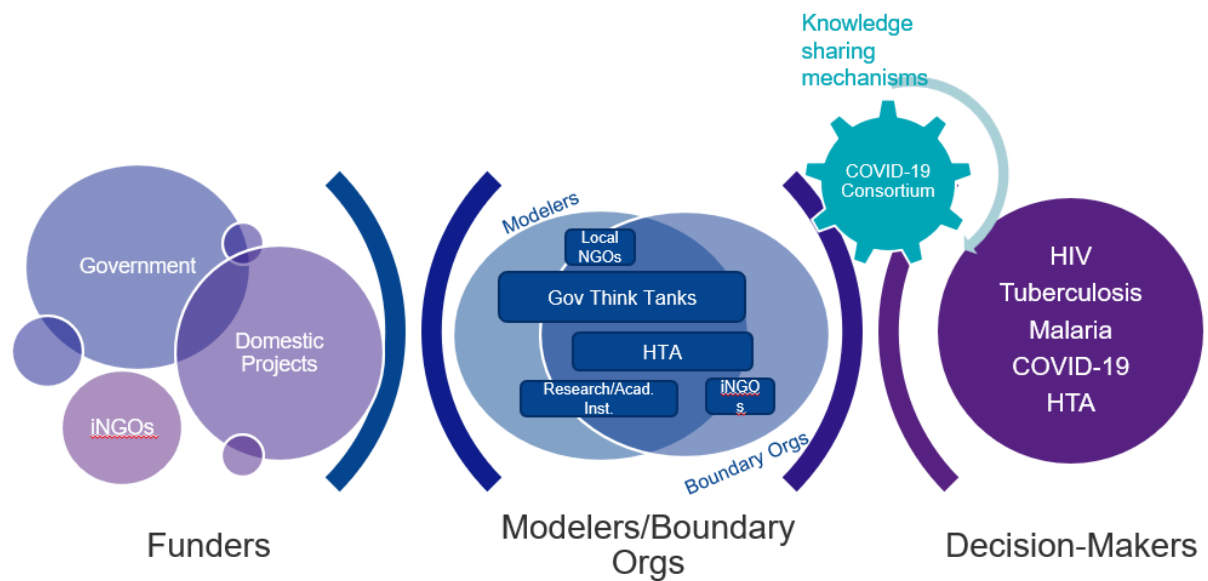 Knowledge
sharing
mechanisms
COVID-19
Consortium
Government
Domestic
Projects
iNGOs
Modelers
Local
NGOs
Gov Think Tanks
HTA
Research/Acad.
Inst.
iNGO
s
Boundary Orgs
HIV
Tuberculosis
Malaria
COVID-19
HTA
Funders
Modelers/Boundary
Orgs
Decision-Makers